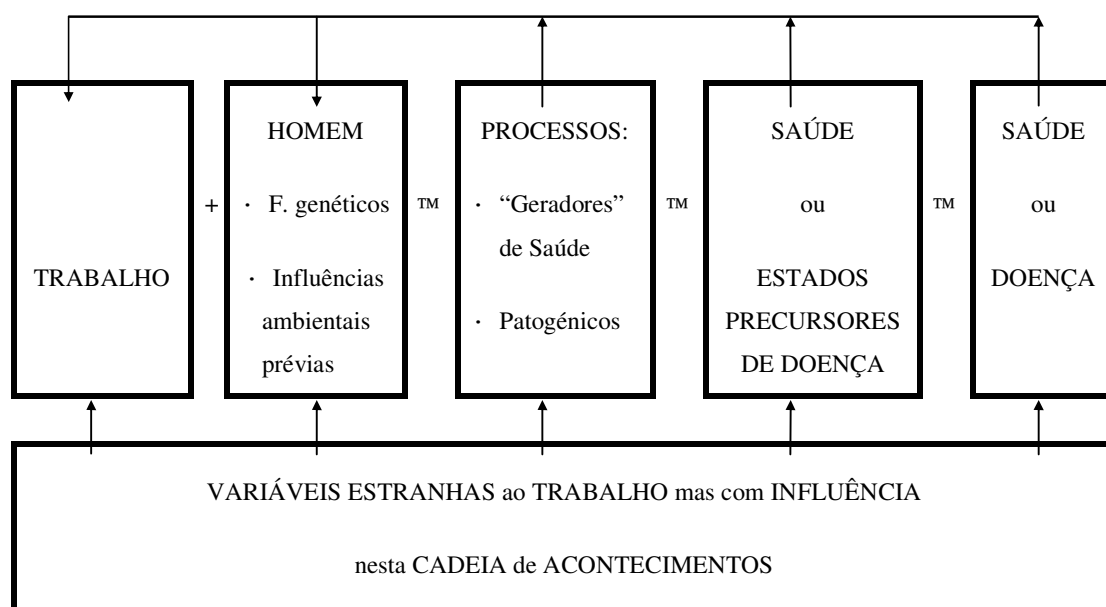 TRABALHO
+
HOMEM
· F. genéticos
· Influências
ambientais
prévias
™
PROCESSOS:
· “Geradores”
de Saúde
· Patogénicos
™
SAÚDE
ou
ESTADOS
PRECURSORES
DE DOENÇA
™
SAÚDE
ou
DOENÇA
VARIÁVEIS ESTRANHAS ao TRABALHO mas com INFLUÊNCIA
nesta CADEIA de ACONTECIMENTOS